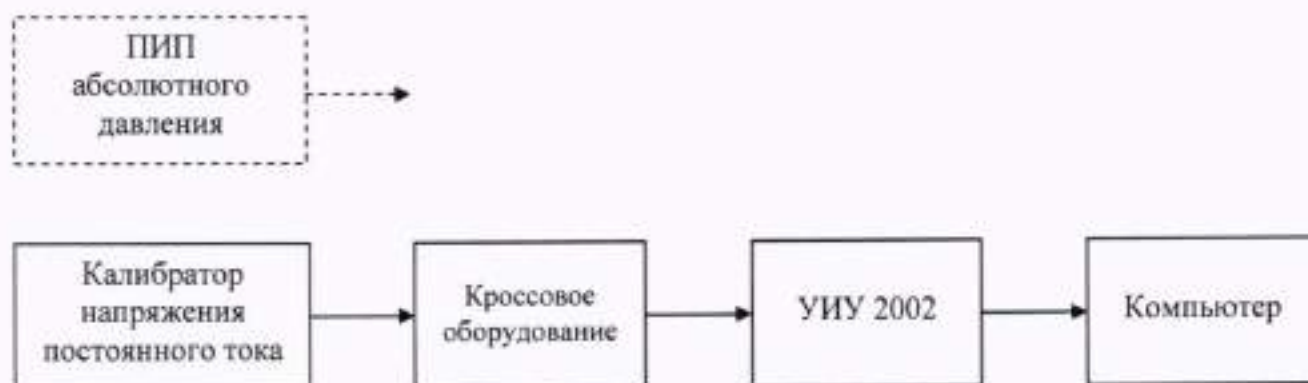 ПИП
абсолютного
давления
Калибратор
напряжения
постоянного тока
Кроссовое
оборудование
УИУ 2002
Компьютер